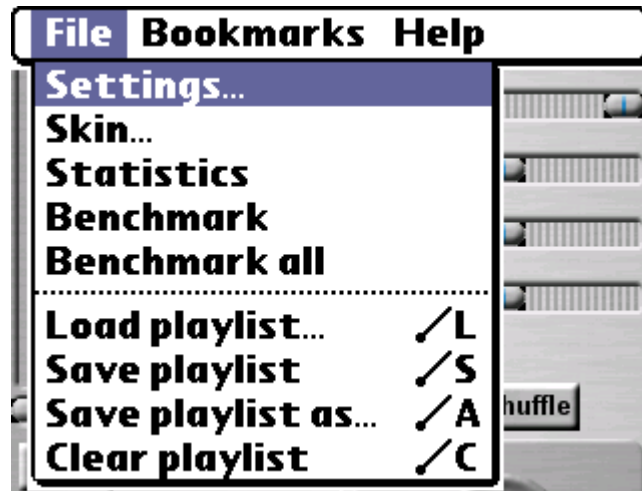 File Bookmarks Help
Settings...
Skin...
Statistics
Benchmark
Benchmark all
Load playlist... L
Save playlist S
Save playlist as... A
Clear playlist C
huffle